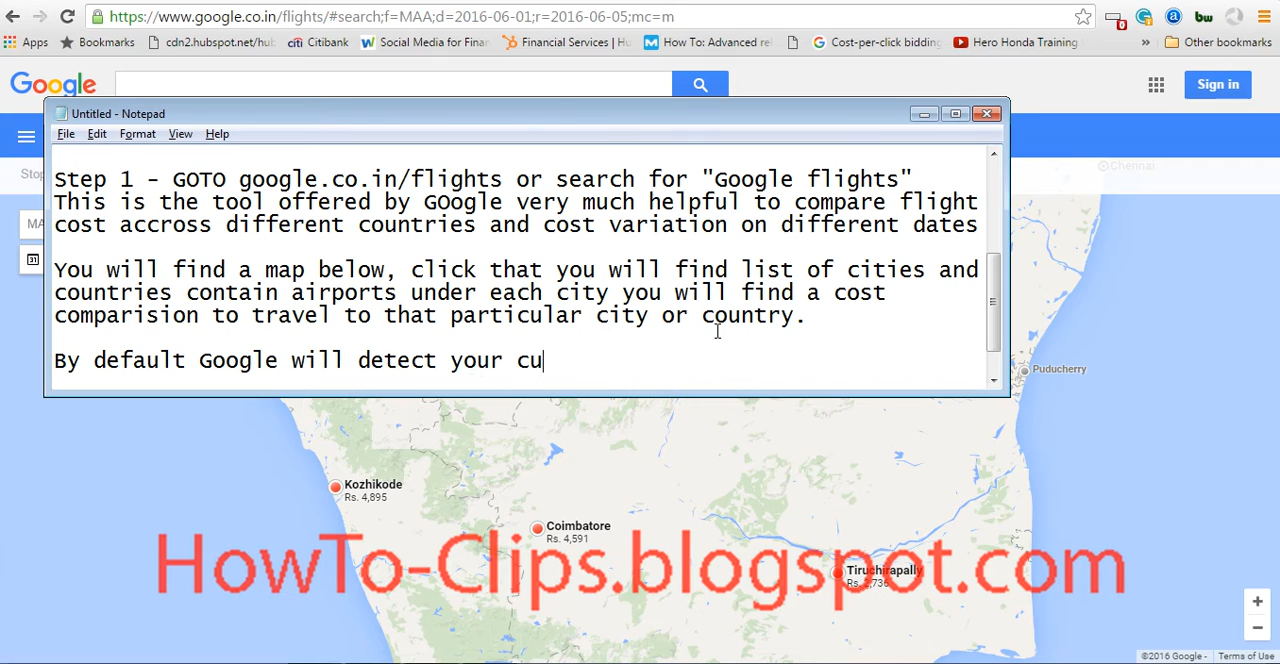 https://www.google.co.in/flights/#search;f=MAA;d=2016-06-01;r=2016-06-05;mc=m
Apps Bookmarks cdn2.hubspot.net/hub citi Citibank Social Media for Finan Financial Services | Hu How To: Advanced re Cost-per-click bidding Hero Honda Training » Other bookmarks
Google Sign in
Untitled - Notepad
File Edit Format View Help
Chennai
Stop
MA
Step 1 - GOTO google.co.in/flights or search for "Google flights"
This is the tool offered by GOogle very much helpful to compare flight
cost accross different countries and cost variation on different dates
You will find a map below, click that you will find list of cities and
countries contain airports under each city you will find a cost
comparision to travel to that particular city or country.
By default Google will detect your cu
Puducherry
Kozhikode
Rs. 4,895
Coimbatore
Rs. 4,591
Tiruchirapally
Rs. 2,736
HowTo-Clips.blogspot.com
+
−
©2016 Google - Terms of Use